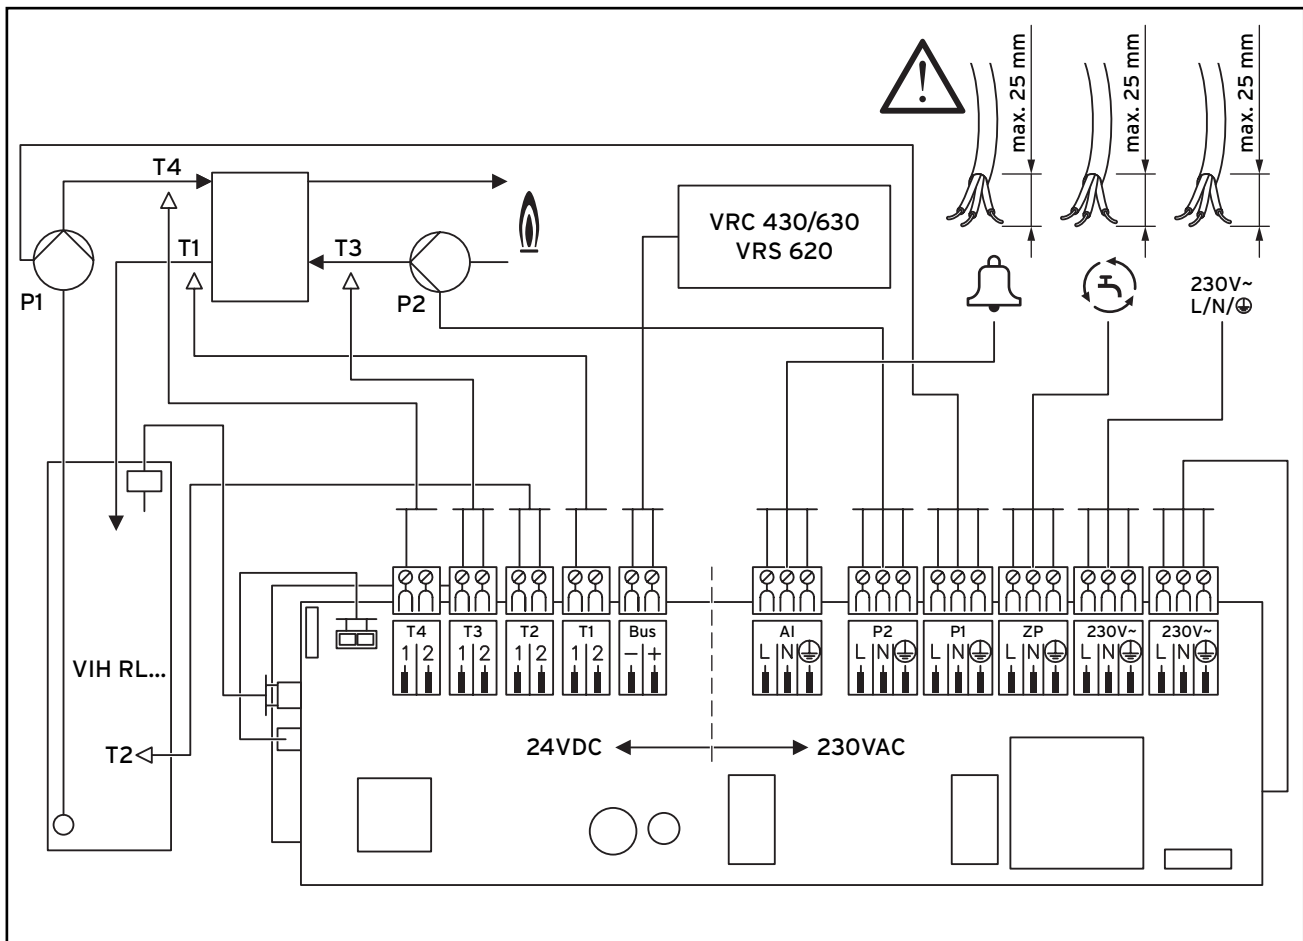 max. 25 mm
max. 25 mm
max. 25 mm
T4
VRC 430/630
VRS 620
T1
T3
P1
P2
230V~
L/N/⏚
T4
T3
T2
T1
Bus
AI
P2
P1
ZP
230V~
230V~
1 2
1 2
1 2
1 2
− +
L N ⏚
L N ⏚
L N ⏚
L N ⏚
L N ⏚
L N ⏚
VIH RL...
T2
24VDC
230VAC